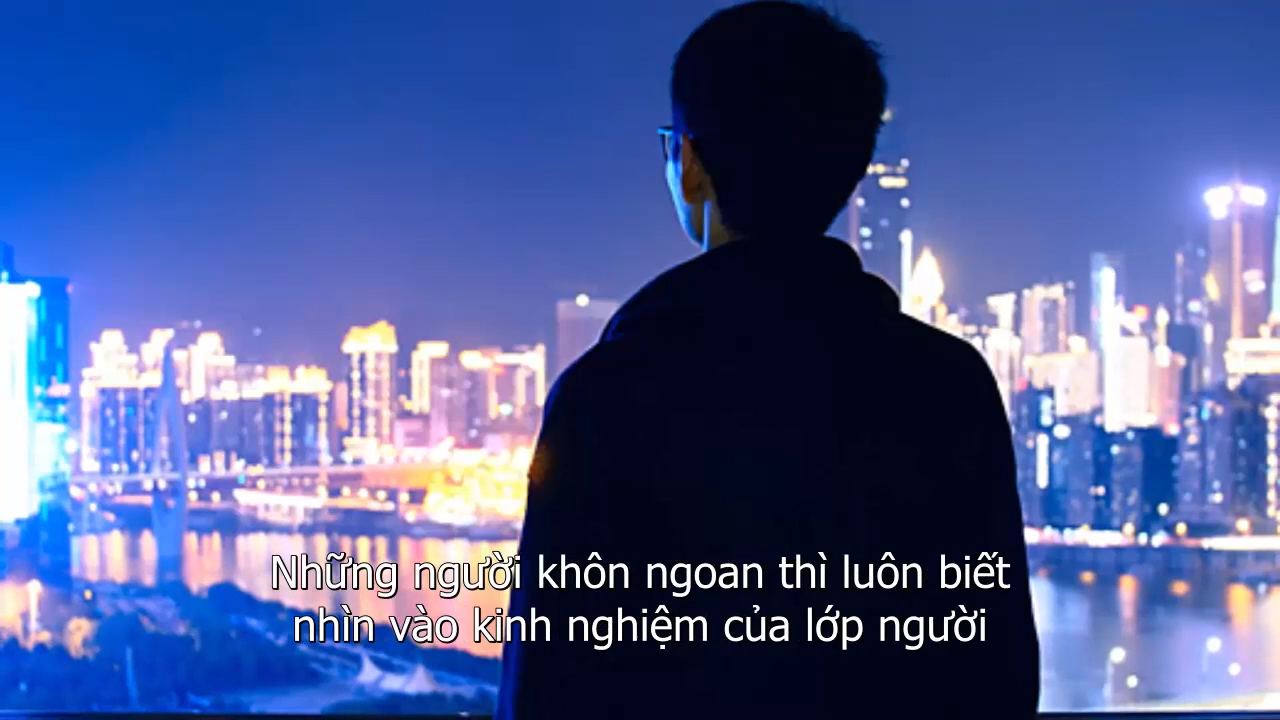 Những người khôn ngoan thì luôn biết
nhìn vào kinh nghiệm của lớp người